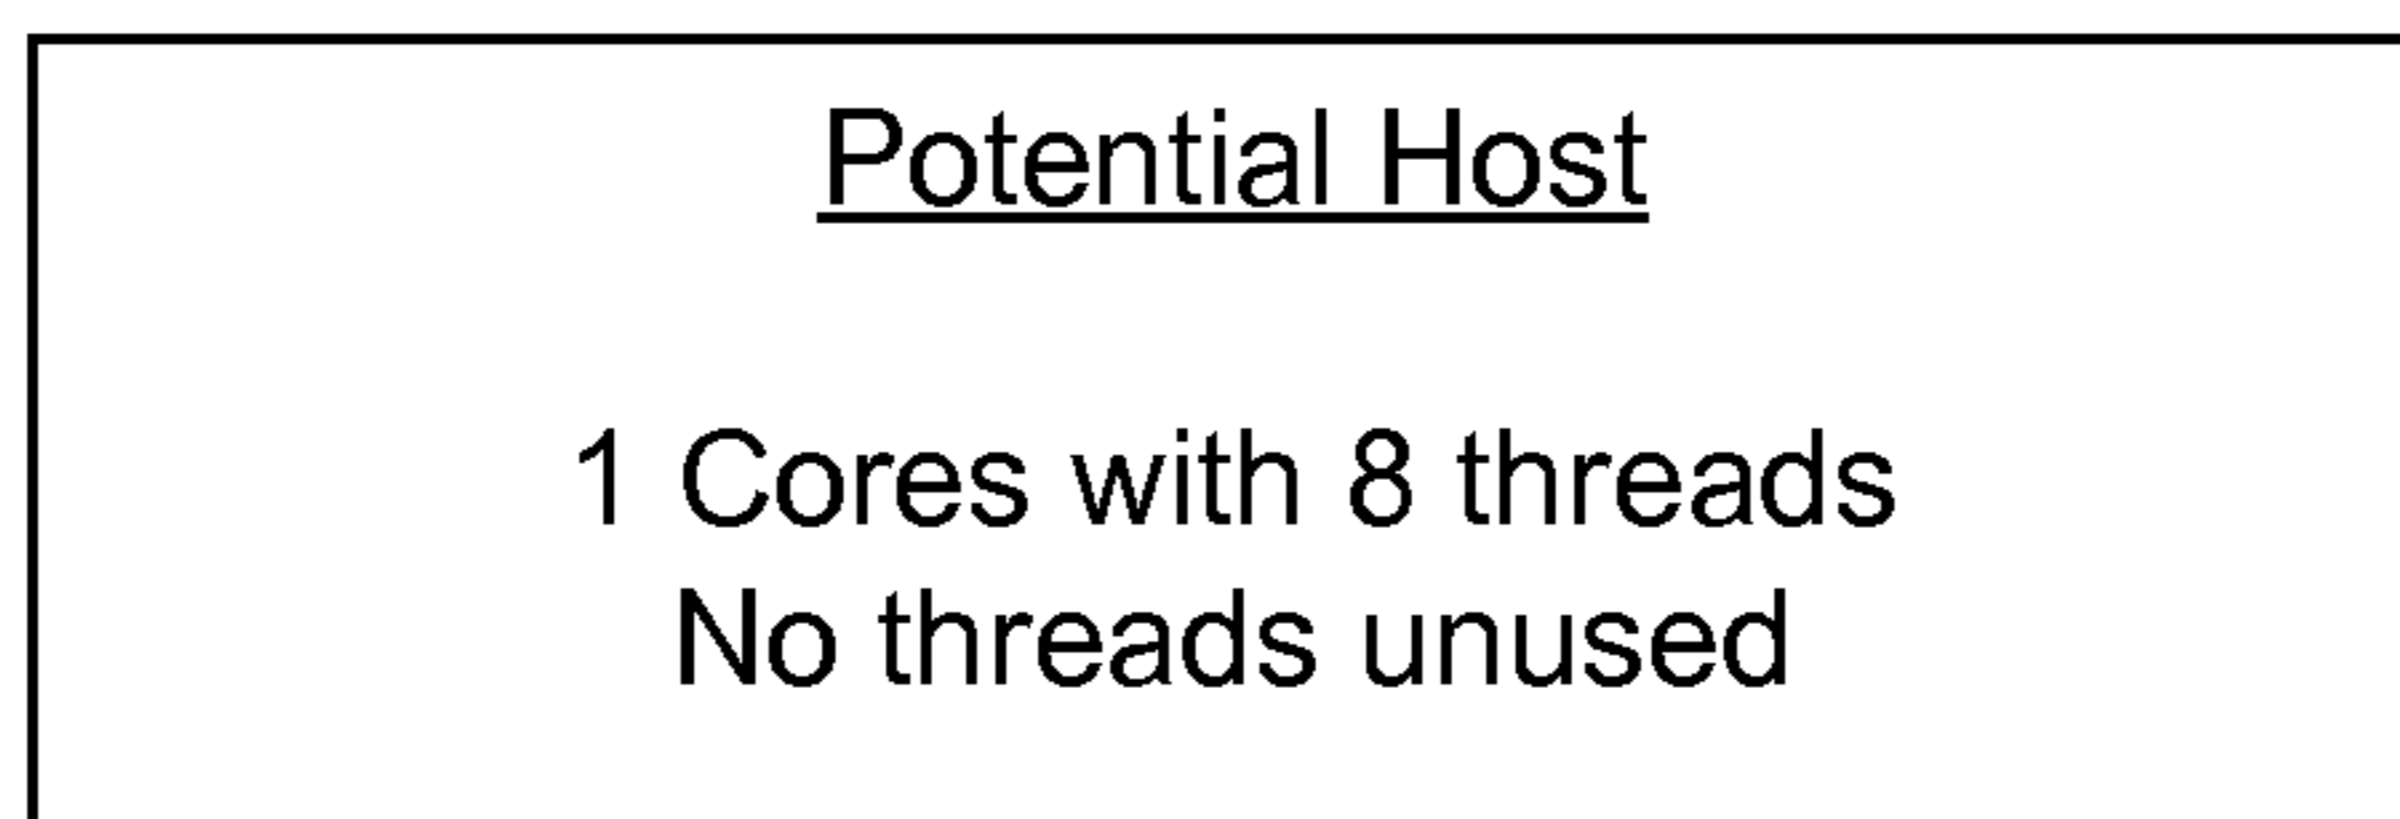 Potential Host
1 Cores with 8 threads
No threads unused